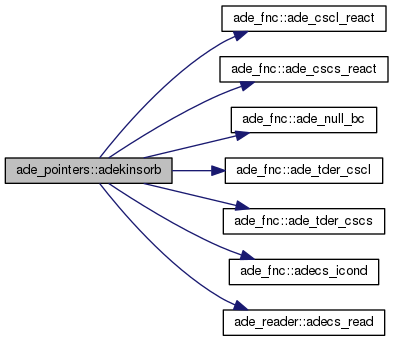 ade_fnc::ade_cscl_react
ade_fnc::ade_cscs_react
ade_fnc::ade_null_bc
ade_pointers::adekinsorb
ade_fnc::ade_tder_cscl
ade_fnc::ade_tder_cscs
ade_fnc::adecs_icond
ade_reader::adecs_read